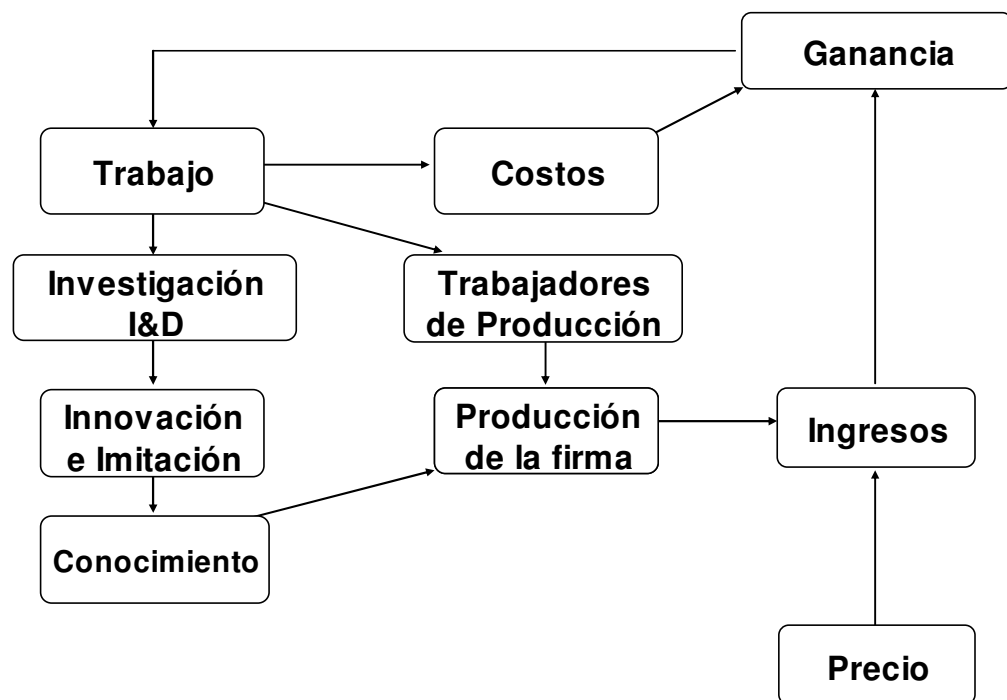 Ganancia
Trabajo
Costos
Investigación
I&D
Trabajadores
de Producción
Innovación
e Imitación
Producción
de la firma
Ingresos
Conocimiento
Precio